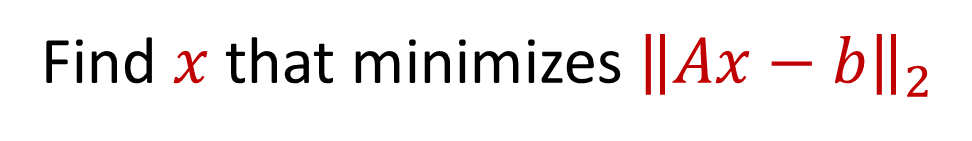 Find x that minimizes ‖Ax − b‖₂